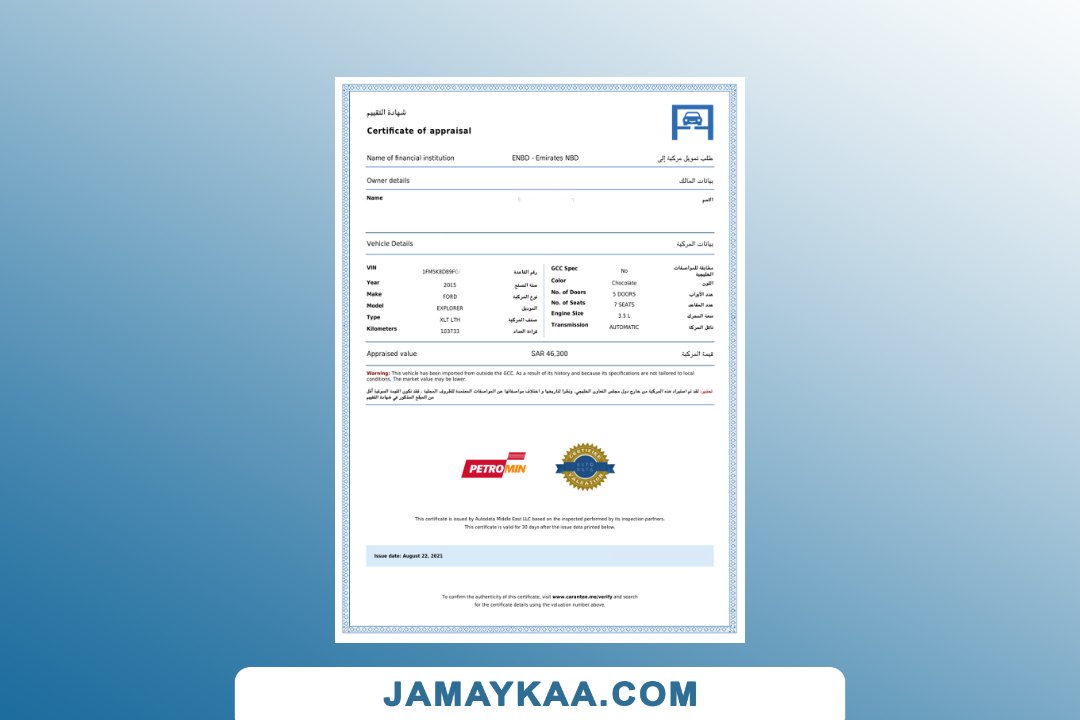 شهادة التقييم
Certificate of appraisal
Name of financial institution ENBD - Emirates NBD طلب تمويل مركبة إلى
Owner details بيانات المالك
Name الاسم
Vehicle Details بيانات المركبة
VIN 1FM5K8D89FG رقم القاعدة
Year 2015 سنة الصنع
Make FORD نوع المركبة
Model EXPLORER الموديل
Type XLT LTH صنف المركبة
Kilometers 103733 قراءة العداد
GCC Spec No مطابقة للمواصفات
الخليجية
Color Chocolate اللون
No. of Doors 5 DOORS عدد الأبواب
No. of Seats 7 SEATS عدد المقاعد
Engine Size 3.5 L سعة المحرك
Transmission AUTOMATIC ناقل الحركة
Appraised value SAR 46,300 قيمة المركبة
Warning: This vehicle has been imported from outside the GCC. As a result of its history and because its specifications are not tailored to local
conditions. The market value may be lower.
تحذير: لقد تم استيراد هذه المركبة من خارج دول مجلس التعاون الخليجي. ونظرا لتاريخها و اختلاف مواصفاتها عن المواصفات المعتمدة للظروف المحلية ، فقد تكون القيمة السوقية أقل
من المبلغ المذكور في شهادة التقييم
PETROMIN
CERTIFIED
AUTO
DATA
VALUATION
This certificate is issued by Autodata Middle East LLC based on the inspected performed by its inspection partners.
This certificate is valid for 30 days after the issue data printed below.
Issue date: August 22, 2021
To confirm the authenticity of this certificate, visit www.carantee.me/verify and search
for the certificate details using the valuation number above.
JAMAYKAA.COM